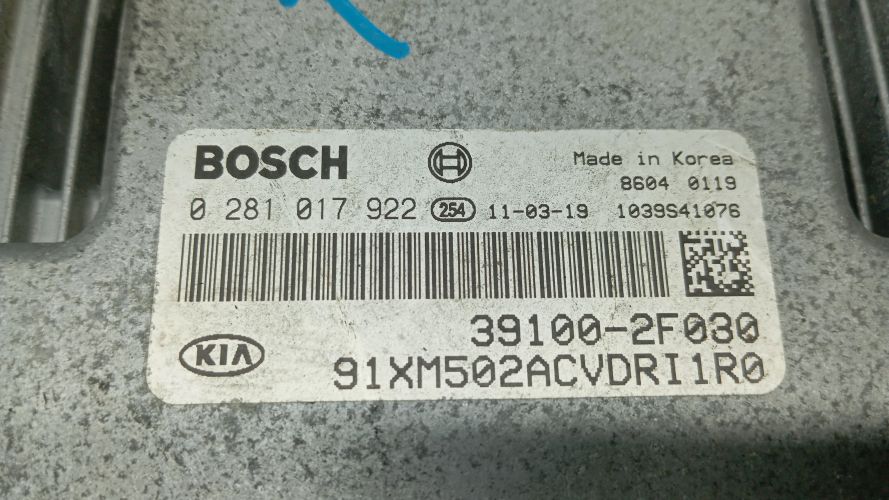 BOSCH
Made in Korea
8604 0119
0 281 017 922 254 11-03-19 1039S41076
39100-2F030
KIA
91XM502ACVDRI1R0